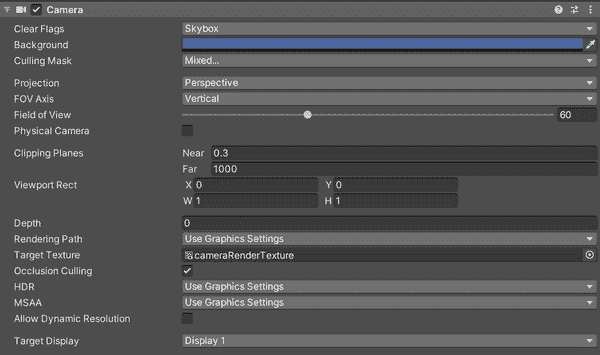 Camera
Clear Flags Skybox
Background
Culling Mask Mixed...
Projection Perspective
FOV Axis Vertical
Field of View 60
Physical Camera
Clipping Planes Near 0.3
Far 1000
Viewport Rect X 0 Y 0
W 1 H 1
Depth 0
Rendering Path Use Graphics Settings
Target Texture cameraRenderTexture
Occlusion Culling
HDR Use Graphics Settings
MSAA Use Graphics Settings
Allow Dynamic Resolution
Target Display Display 1